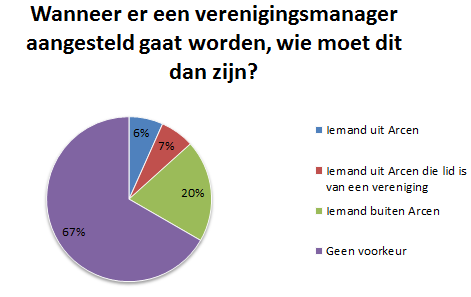 Wanneer er een verenigingsmanager
aangesteld gaat worden, wie moet dit
dan zijn?
6%
7%
20%
67%
Iemand uit Arcen
Iemand uit Arcen die lid is
van een vereniging
Iemand buiten Arcen
Geen voorkeur